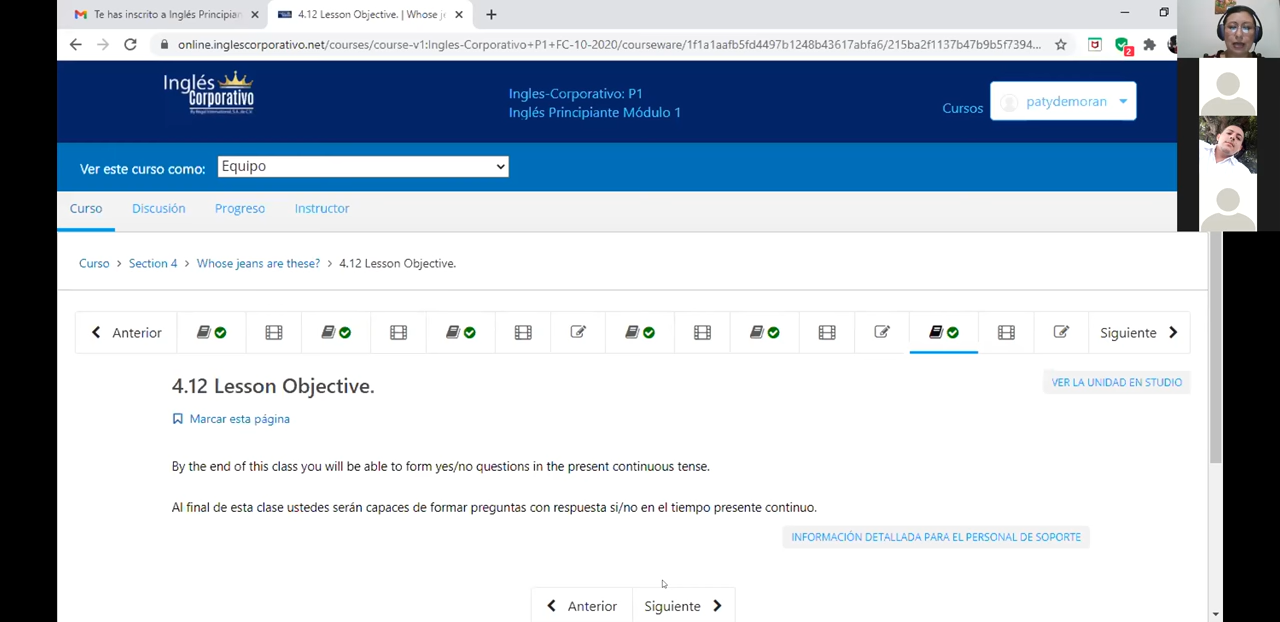 Te has inscrito a Inglés Principian
4.12 Lesson Objective. | Whose je
online.inglescorporativo.net/courses/course-v1:Ingles-Corporativo+P1+FC-10-2020/courseware/1f1a1aafb5fd4497b1248b43617abfa6/215ba2f1137b47b9b5f7394...
2
Inglés
Corporativo
Ingles-Corporativo: P1
Inglés Principiante Módulo 1
Cursos
patydemoran
Ver este curso como:
Equipo
Curso
Discusión
Progreso
Instructor
Curso > Section 4 > Whose jeans are these? > 4.12 Lesson Objective.
Anterior
Siguiente
4.12 Lesson Objective.
VER LA UNIDAD EN STUDIO
Marcar esta página
By the end of this class you will be able to form yes/no questions in the present continuous tense.
Al final de esta clase ustedes serán capaces de formar preguntas con respuesta si/no en el tiempo presente continuo.
INFORMACIÓN DETALLADA PARA EL PERSONAL DE SOPORTE
Anterior
Siguiente